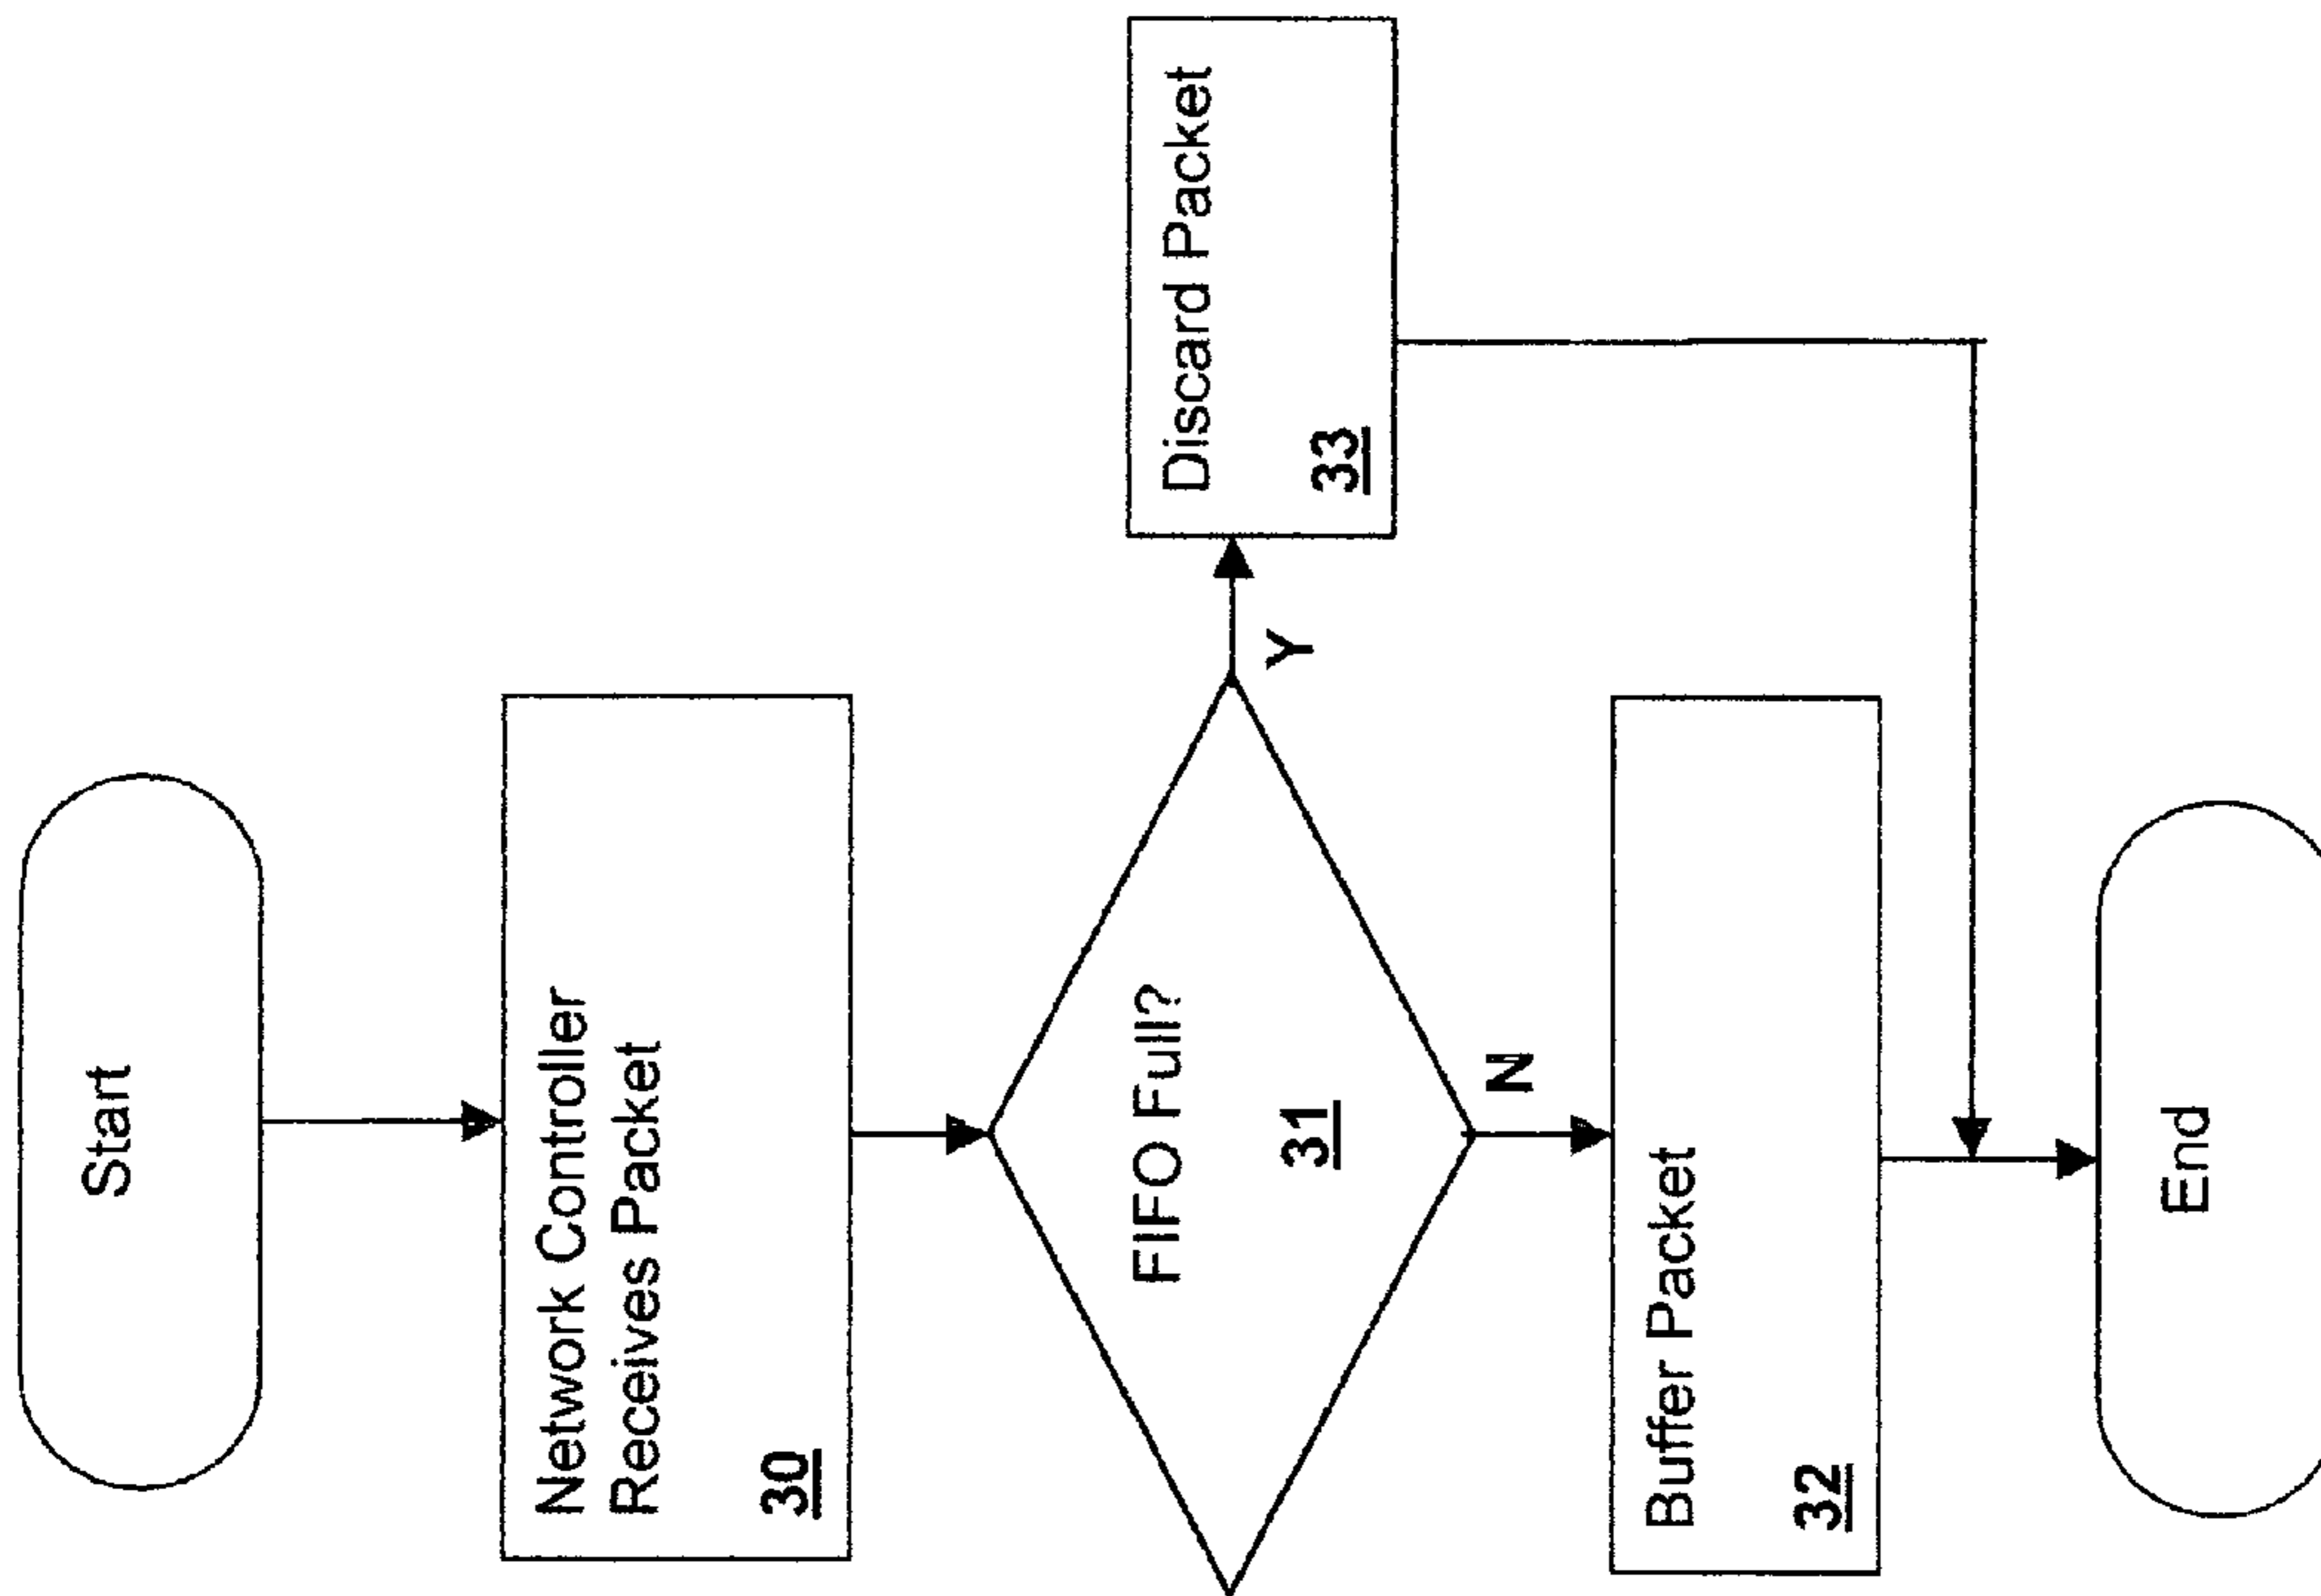 Start
Network Controller
Receives Packet
30
FIFO Full?
31
Y
Discard Packet
33
N
Buffer Packet
32
End